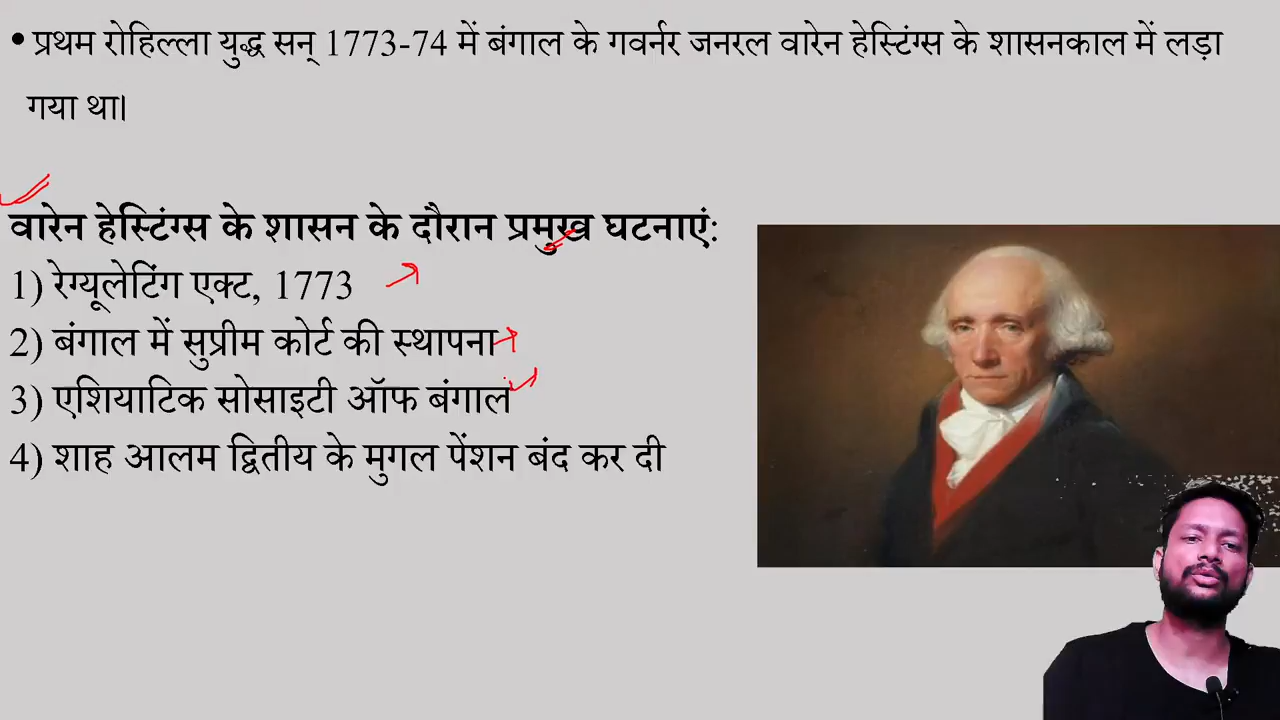 • प्रथम रोहिल्ला युद्ध सन् 1773-74 में बंगाल के गवर्नर जनरल वारेन हेस्टिंग्स के शासनकाल में लड़ा
गया था।
वारेन हेस्टिंग्स के शासन के दौरान प्रमुख घटनाएं:
1) रेग्यूलेटिंग एक्ट, 1773
2) बंगाल में सुप्रीम कोर्ट की स्थापना
3) एशियाटिक सोसाइटी ऑफ बंगाल
4) शाह आलम द्वितीय के मुगल पेंशन बंद कर दी